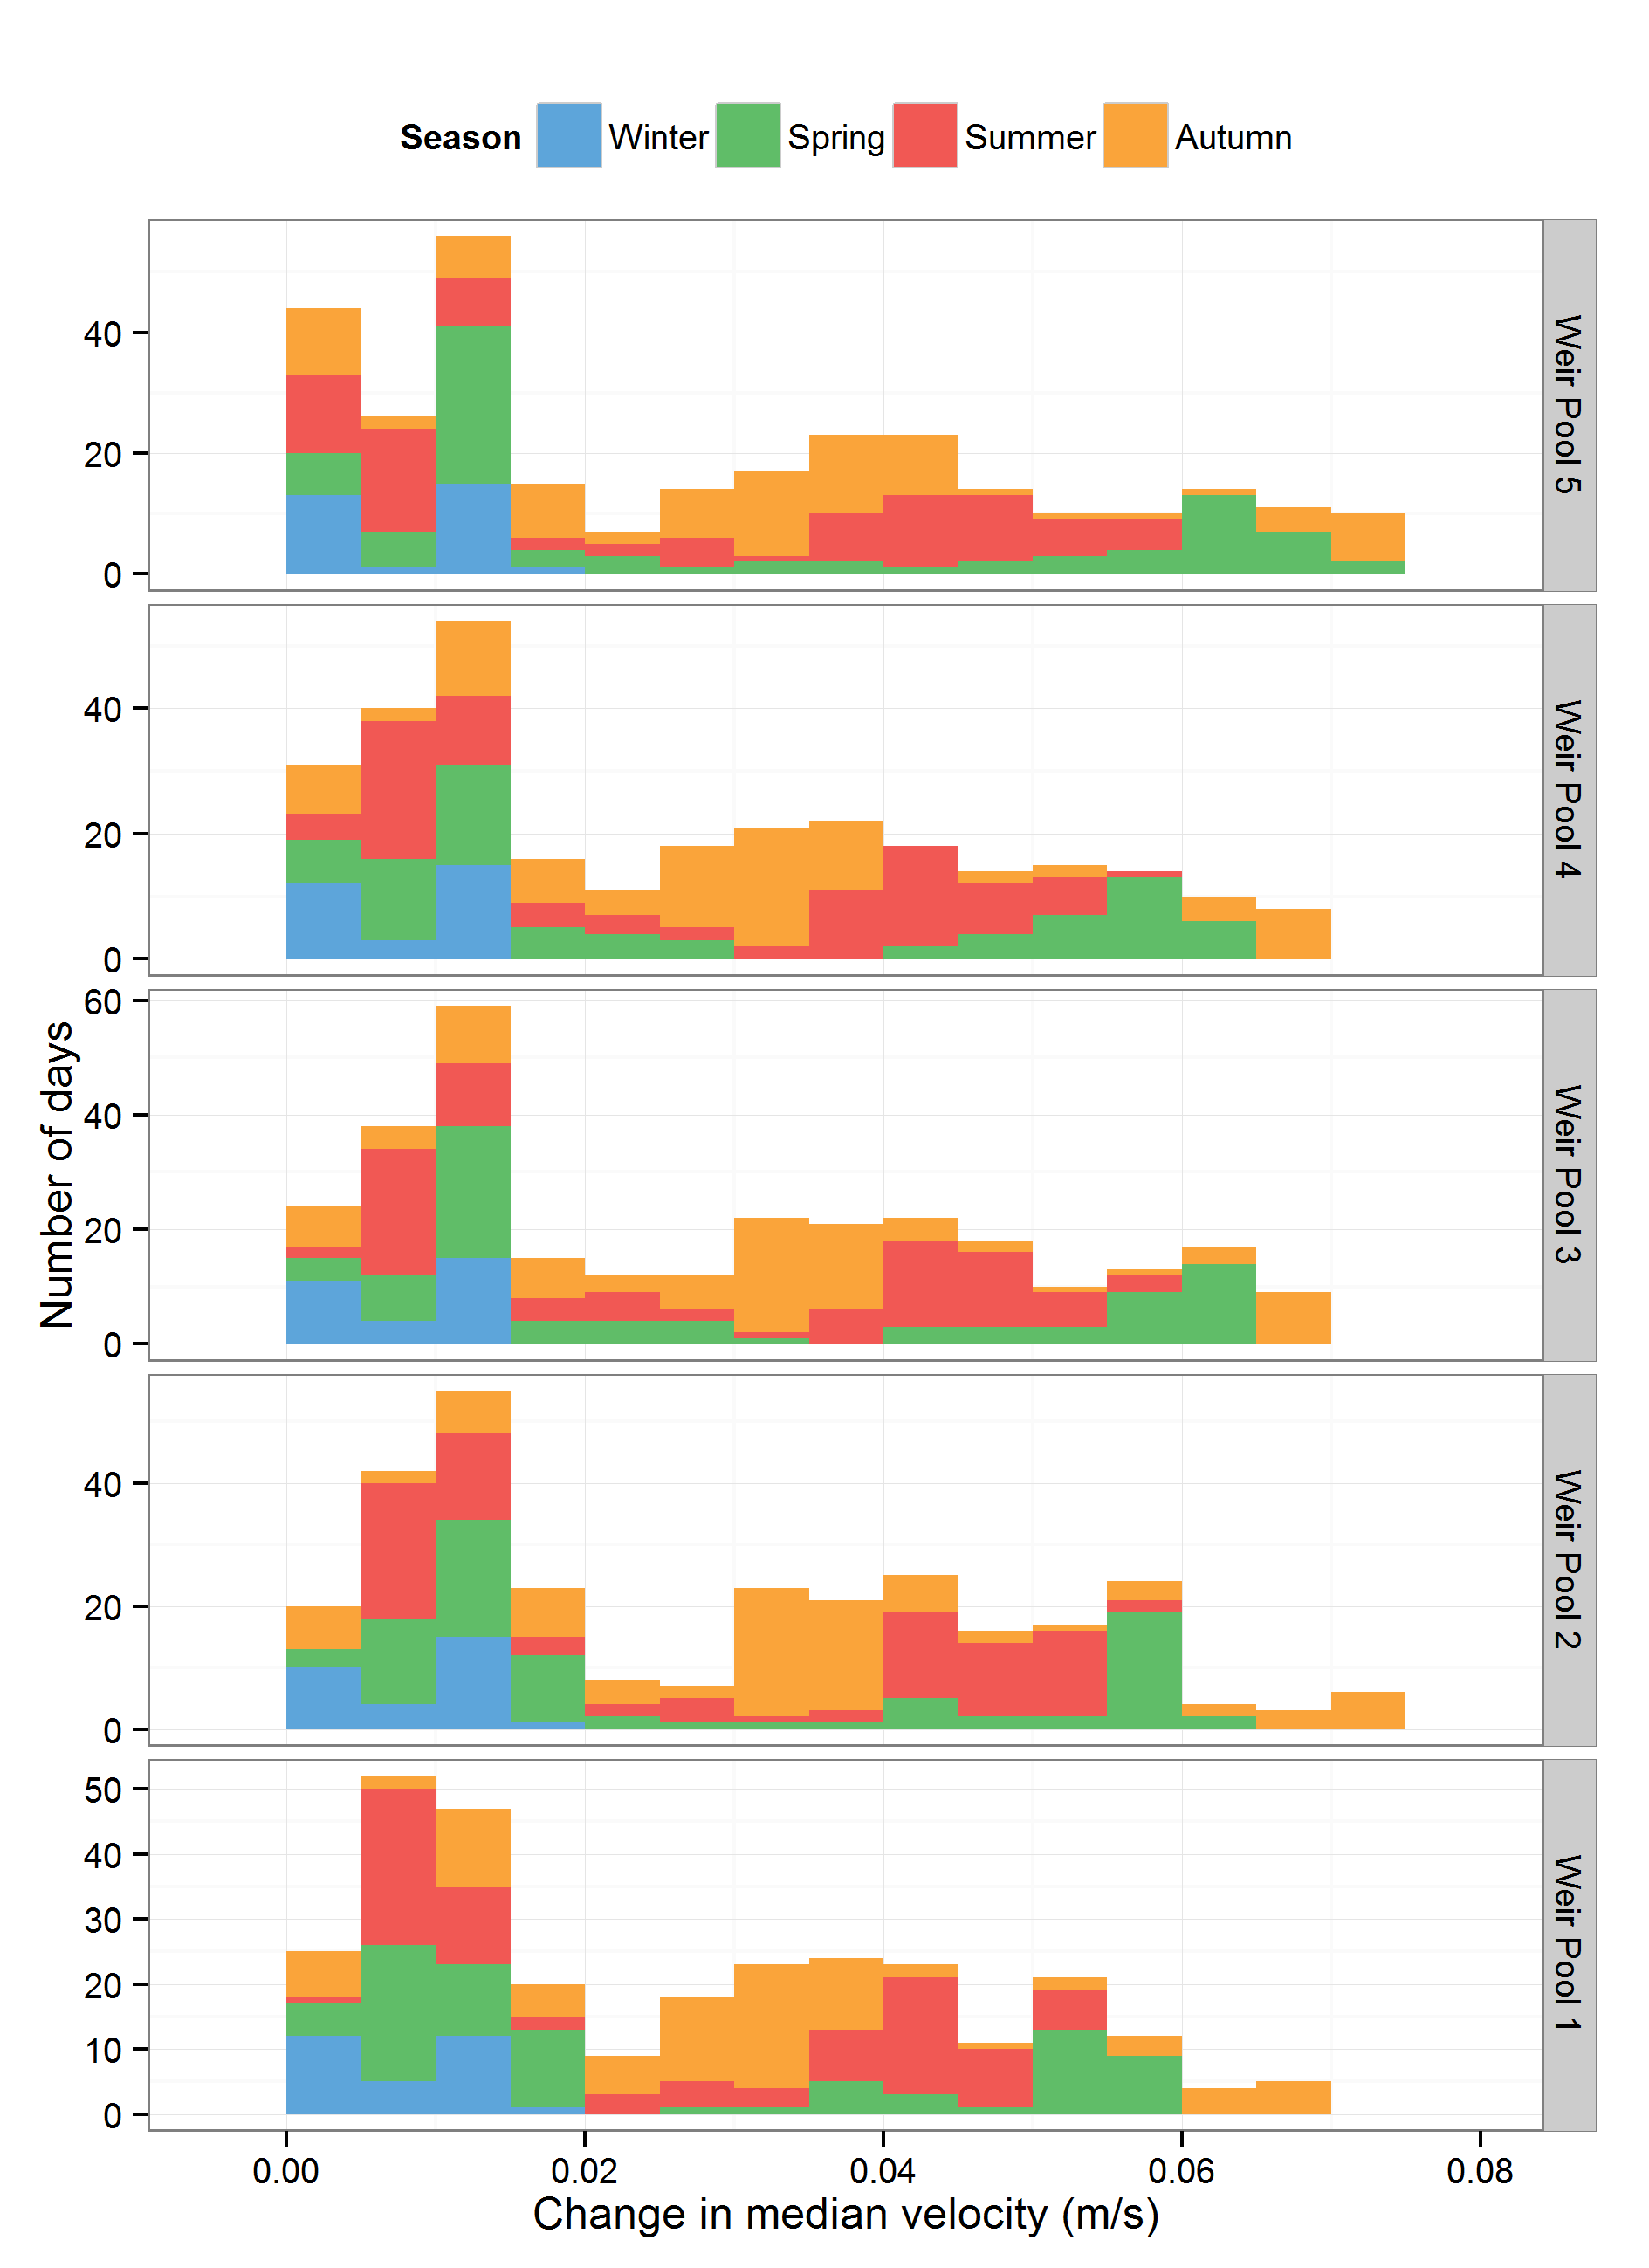 Season Winter Spring Summer Autumn
Number of days
40
20
0
Weir Pool 5
40
20
0
Weir Pool 4
60
40
20
0
Weir Pool 3
40
20
0
Weir Pool 2
50
40
30
20
10
0
Weir Pool 1
0.00 0.02 0.04 0.06 0.08
Change in median velocity (m/s)